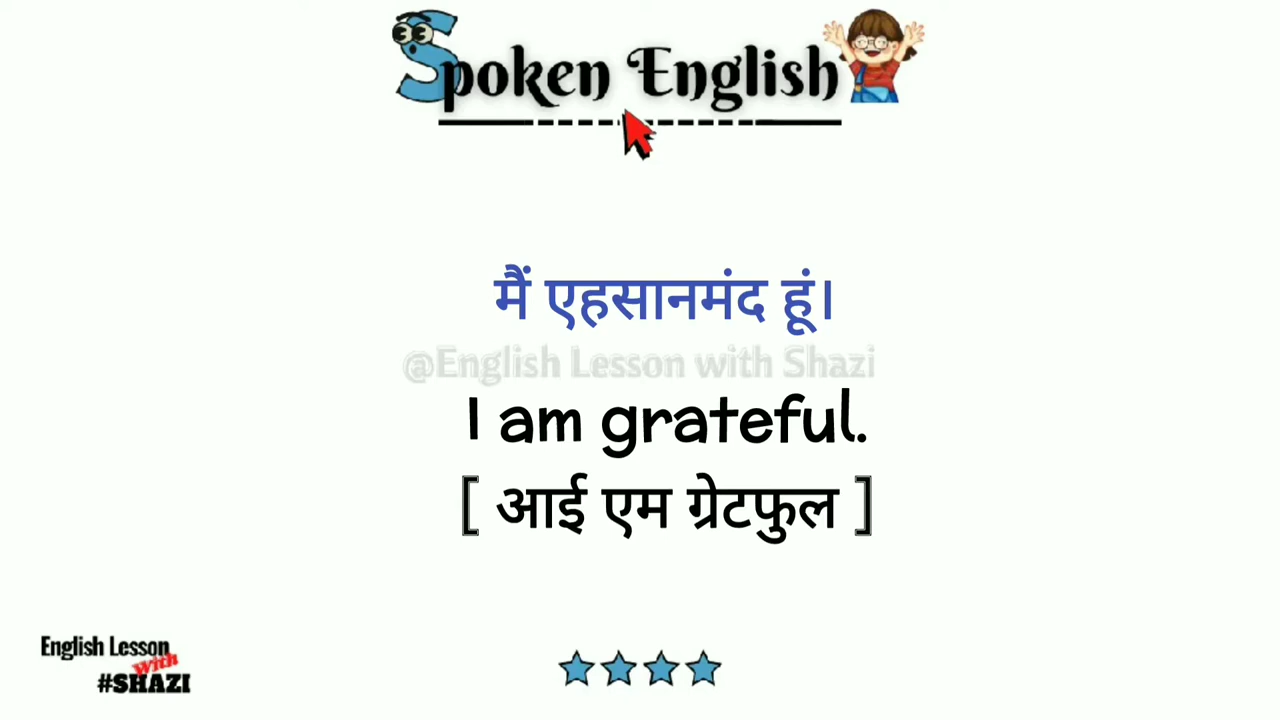 Spoken English
मैं एहसानमंद हूं।
@English Lesson with Shazi
I am grateful.
[ आई एम ग्रेटफुल ]
English Lesson
with
#SHAZI